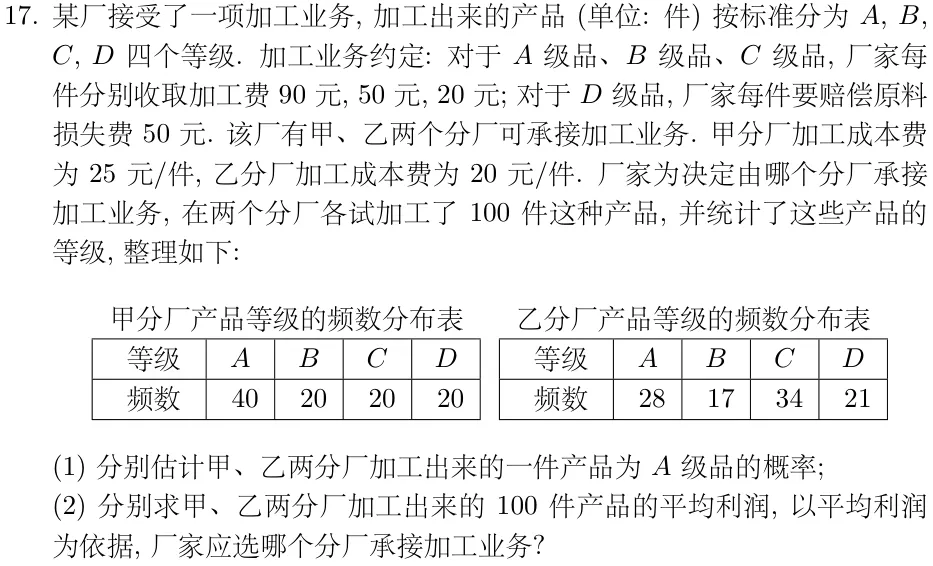 17. 某厂接受了一项加工业务, 加工出来的产品 (单位: 件) 按标准分为 A, B,
C, D 四个等级. 加工业务约定: 对于 A 级品、B 级品、C 级品, 厂家每
件分别收取加工费 90 元, 50 元, 20 元; 对于 D 级品, 厂家每件要赔偿原料
损失费 50 元. 该厂有甲、乙两个分厂可承接加工业务. 甲分厂加工成本费
为 25 元/件, 乙分厂加工成本费为 20 元/件. 厂家为决定由哪个分厂承接
加工业务, 在两个分厂各试加工了 100 件这种产品, 并统计了这些产品的
等级, 整理如下:
甲分厂产品等级的频数分布表
等级 A B C D
频数 40 20 20 20
乙分厂产品等级的频数分布表
等级 A B C D
频数 28 17 34 21
(1) 分别估计甲、乙两分厂加工出来的一件产品为 A 级品的概率;
(2) 分别求甲、乙两分厂加工出来的 100 件产品的平均利润, 以平均利润
为依据, 厂家应选哪个分厂承接加工业务?